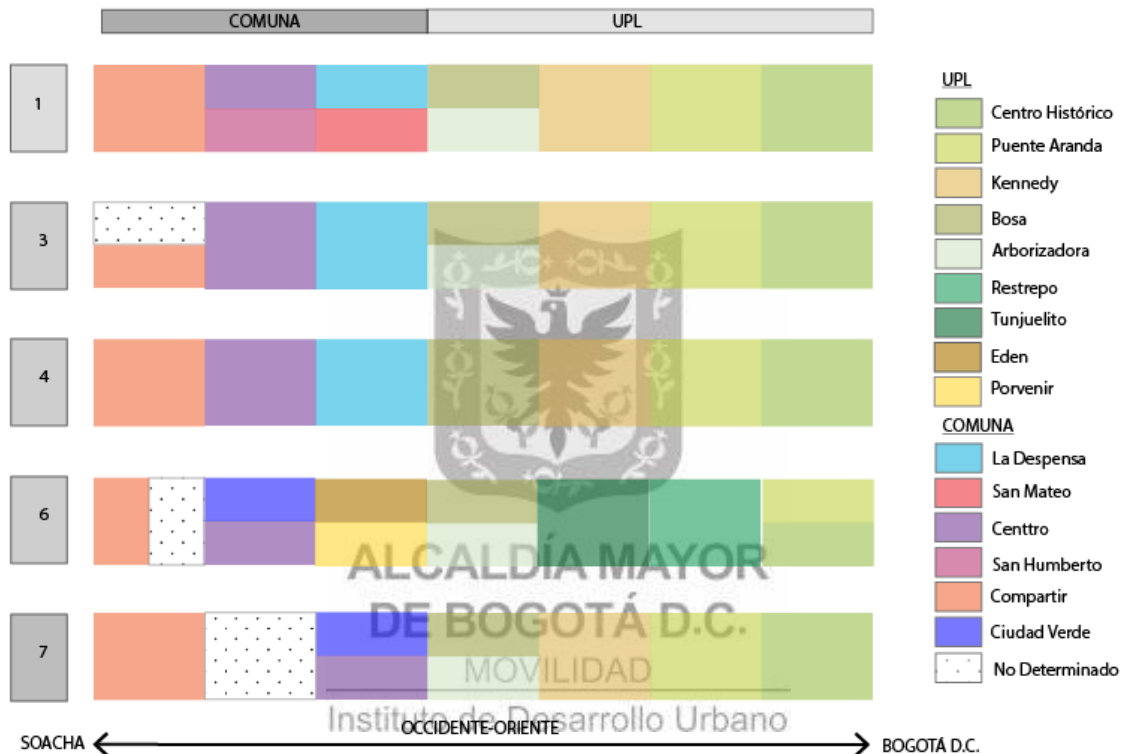 COMUNA UPL
1
3
4
6
7
UPL
Centro Histórico
Puente Aranda
Kennedy
Bosa
Arborizadora
Restrepo
Tunjuelito
Eden
Porvenir
COMUNA
La Despensa
San Mateo
Centtro
San Humberto
Compartir
Ciudad Verde
No Determinado
ALCALDÍA MAYOR
DE BOGOTÁ D.C.
MOVILIDAD
Instituto de Desarrollo Urbano
OCCIDENTE-ORIENTE
SOACHA BOGOTÁ D.C.